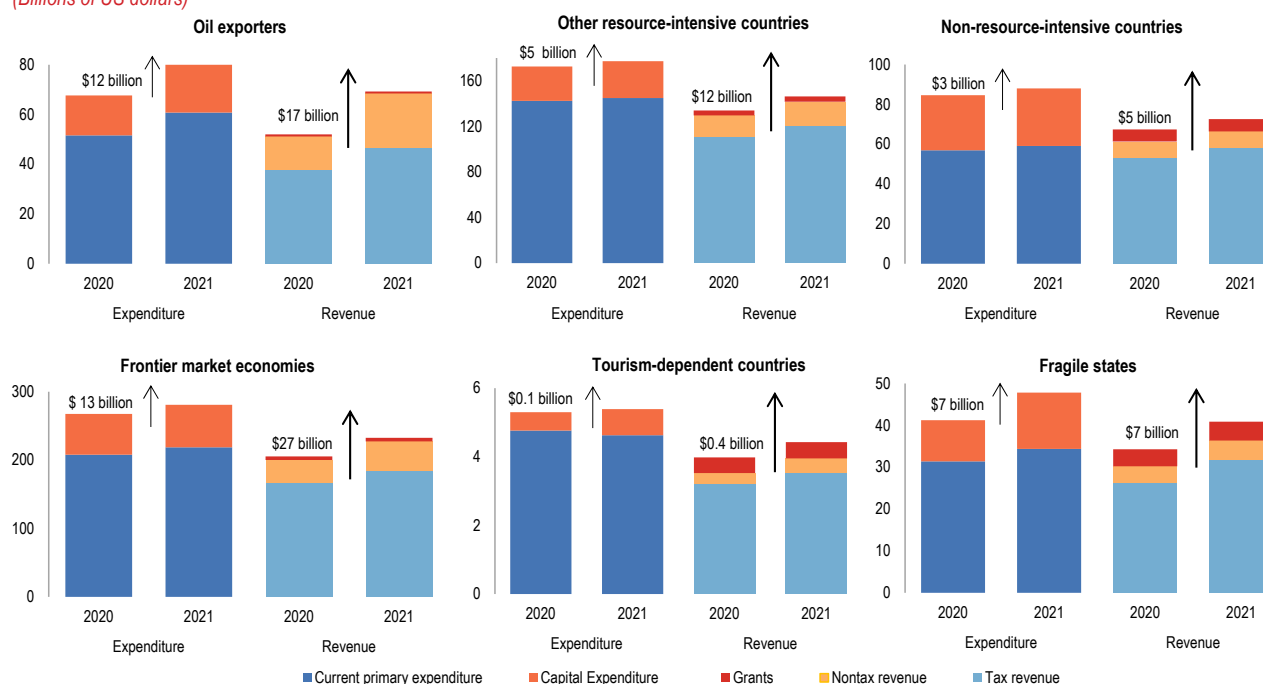 (Billions of US dollars)
Oil exporters
80
60
40
20
0
$12 billion
$17 billion
2020 2021 2020 2021
Expenditure Revenue
Other resource-intensive countries
160
120
80
40
0
$5 billion
$12 billion
2020 2021 2020 2021
Expenditure Revenue
Non-resource-intensive countries
100
80
60
40
20
0
$3 billion
$5 billion
2020 2021 2020 2021
Expenditure Revenue
Frontier market economies
300
200
100
0
$ 13 billion
$27 billion
2020 2021 2020 2021
Expenditure Revenue
Tourism-dependent countries
6
4
2
0
$0.1 billion
$0.4 billion
2020 2021 2020 2021
Expenditure Revenue
Fragile states
50
40
30
20
10
0
$7 billion
$7 billion
2020 2021 2020 2021
Expenditure Revenue
Current primary expenditure Capital Expenditure Grants Nontax revenue Tax revenue